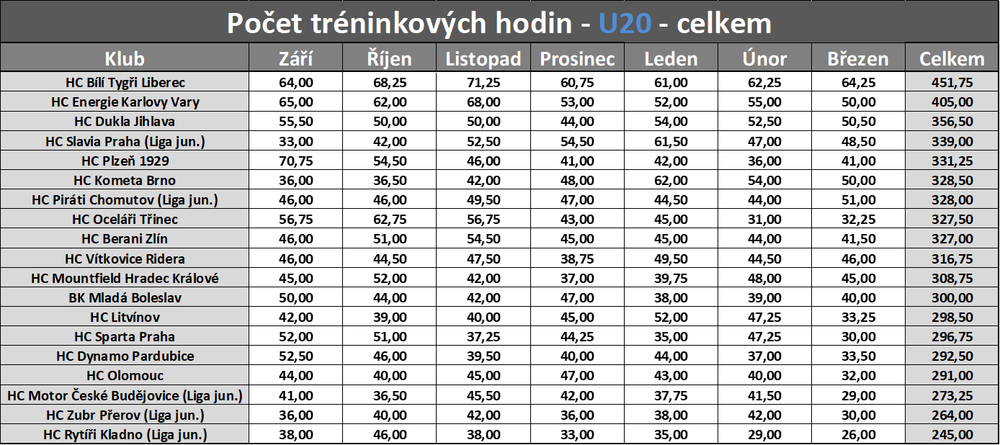 Počet tréninkových hodin - U20 - celkem
Klub Září Říjen Listopad Prosinec Leden Únor Březen Celkem
HC Bílí Tygři Liberec 64,00 68,25 71,25 60,75 61,00 62,25 64,25 451,75
HC Energie Karlovy Vary 65,00 62,00 68,00 53,00 52,00 55,00 50,00 405,00
HC Dukla Jihlava 55,50 50,00 50,00 44,00 54,00 52,50 50,50 356,50
HC Slavia Praha (Liga jun.) 33,00 42,00 52,50 54,50 61,50 47,00 48,50 339,00
HC Plzeň 1929 70,75 54,50 46,00 41,00 42,00 36,00 41,00 331,25
HC Kometa Brno 36,00 36,50 42,00 48,00 62,00 54,00 50,00 328,50
HC Piráti Chomutov (Liga jun.) 46,00 46,00 49,50 47,00 44,50 44,00 51,00 328,00
HC Oceláři Třinec 56,75 62,75 56,75 43,00 45,00 31,00 32,25 327,50
HC Berani Zlín 46,00 51,00 54,50 45,00 45,00 44,00 41,50 327,00
HC Vítkovice Ridera 46,00 44,50 47,50 38,75 49,50 44,50 46,00 316,75
HC Mountfield Hradec Králové 45,00 52,00 42,00 37,00 39,75 48,00 45,00 308,75
BK Mladá Boleslav 50,00 44,00 42,00 47,00 38,00 39,00 40,00 300,00
HC Litvínov 42,00 39,00 40,00 45,00 52,00 47,25 33,25 298,50
HC Sparta Praha 52,00 51,00 37,25 44,25 35,00 47,25 30,00 296,75
HC Dynamo Pardubice 52,50 46,00 39,50 40,00 44,00 37,00 33,50 292,50
HC Olomouc 44,00 40,00 45,00 47,00 43,00 40,00 32,00 291,00
HC Motor České Budějovice (Liga jun.) 41,00 36,50 45,50 42,00 37,75 41,50 29,00 273,25
HC Zubr Přerov (Liga jun.) 36,00 40,00 42,00 36,00 38,00 42,00 30,00 264,00
HC Rytíři Kladno (Liga jun.) 38,00 46,00 38,00 33,00 35,00 29,00 26,00 245,00